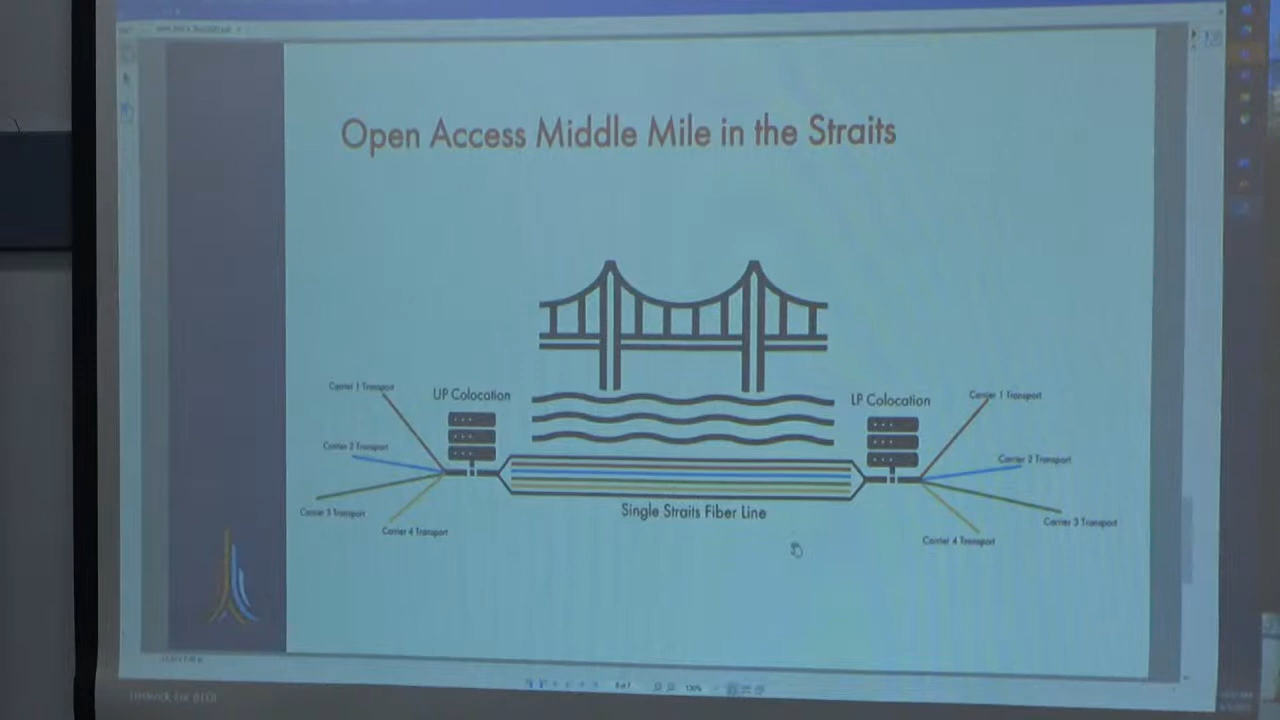 Open Access Middle Mile in the Straits
Carrier 1 Transport
UP Colocation
LP Colocation
Carrier 1 Transport
Carrier 2 Transport
Carrier 2 Transport
Carrier 3 Transport
Single Straits Fiber Line
Carrier 3 Transport
Carrier 4 Transport
Carrier 4 Transport
130%